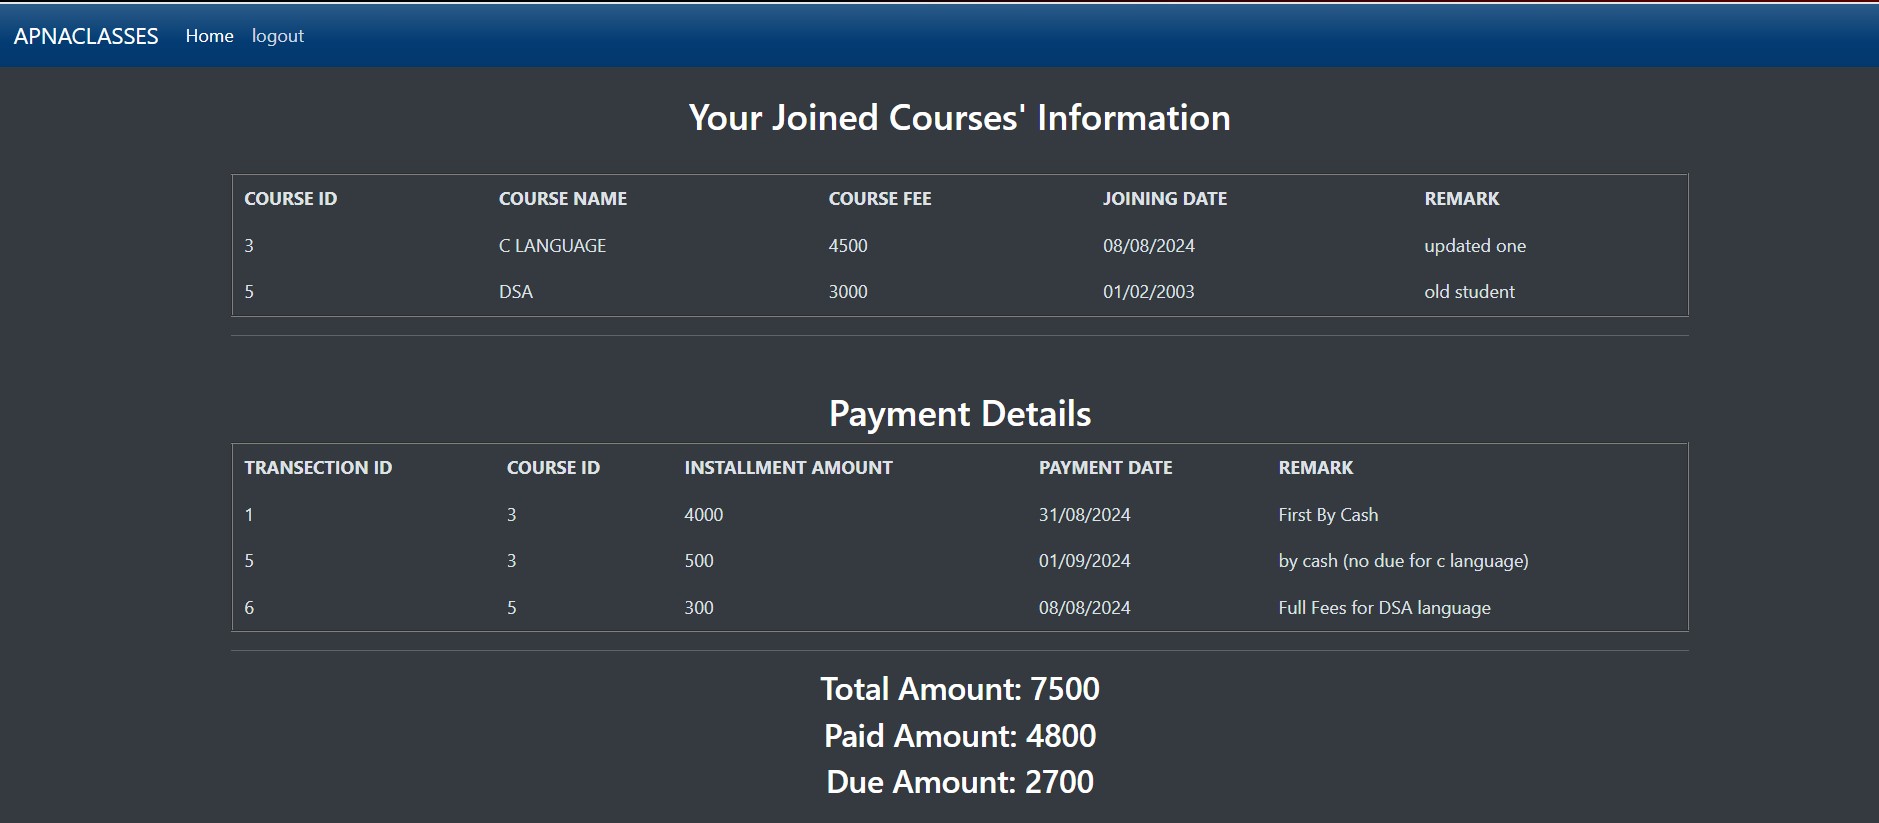 APNACLASSES Home logout
Your Joined Courses' Information
COURSE ID COURSE NAME COURSE FEE JOINING DATE REMARK
3 C LANGUAGE 4500 08/08/2024 updated one
5 DSA 3000 01/02/2003 old student
Payment Details
TRANSECTION ID COURSE ID INSTALLMENT AMOUNT PAYMENT DATE REMARK
1 3 4000 31/08/2024 First By Cash
5 3 500 01/09/2024 by cash (no due for c language)
6 5 300 08/08/2024 Full Fees for DSA language
Total Amount: 7500
Paid Amount: 4800
Due Amount: 2700